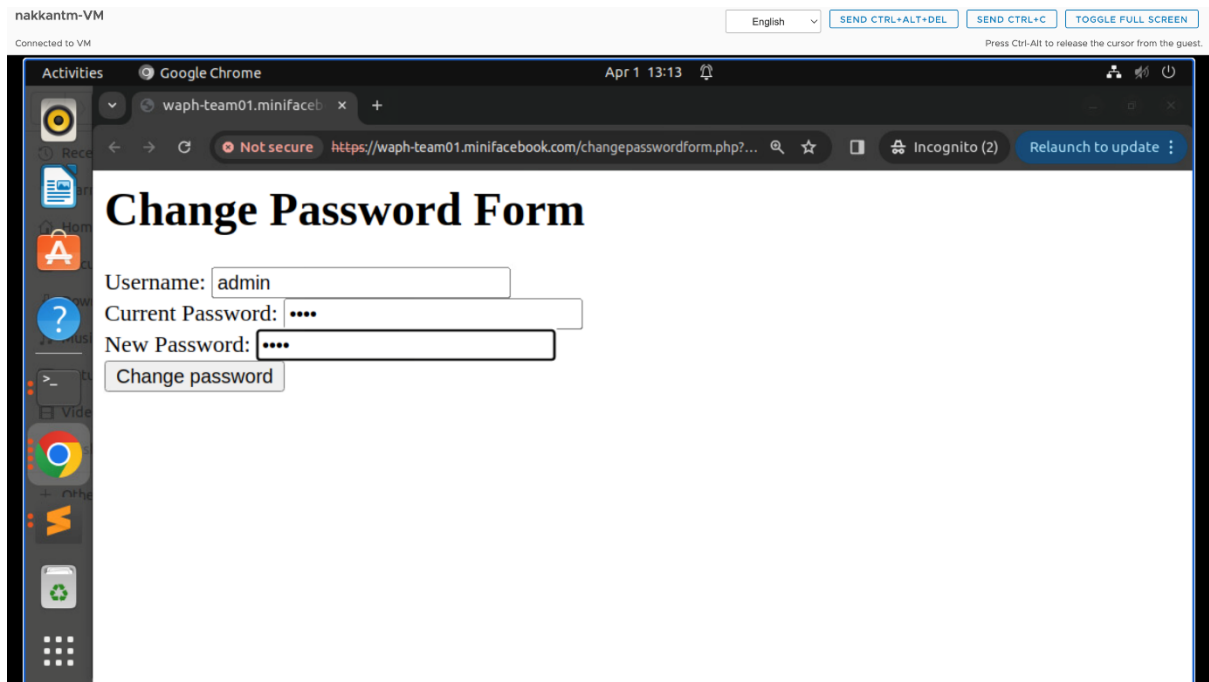 nakkantm-VM
English
SEND CTRL+ALT+DEL
SEND CTRL+C
TOGGLE FULL SCREEN
Connected to VM
Press Ctrl-Alt to release the cursor from the guest.
Activities
Google Chrome
Apr 1 13:13
waph-team01.minifaceb
Not secure
https://waph-team01.minifacebook.com/changepasswordform.php?...
Incognito (2)
Relaunch to update
Change Password Form
Username: admin
Current Password: ••••
New Password: ••••
Change password